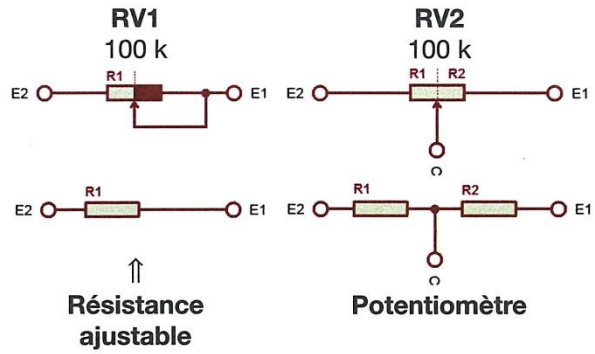 RV1
100 k
R1
E2
E1
R1
E2
E1
⇑
Résistance
ajustable
RV2
100 k
R1 R2
E2
E1
C
R1
R2
E2
E1
C
Potentiomètre